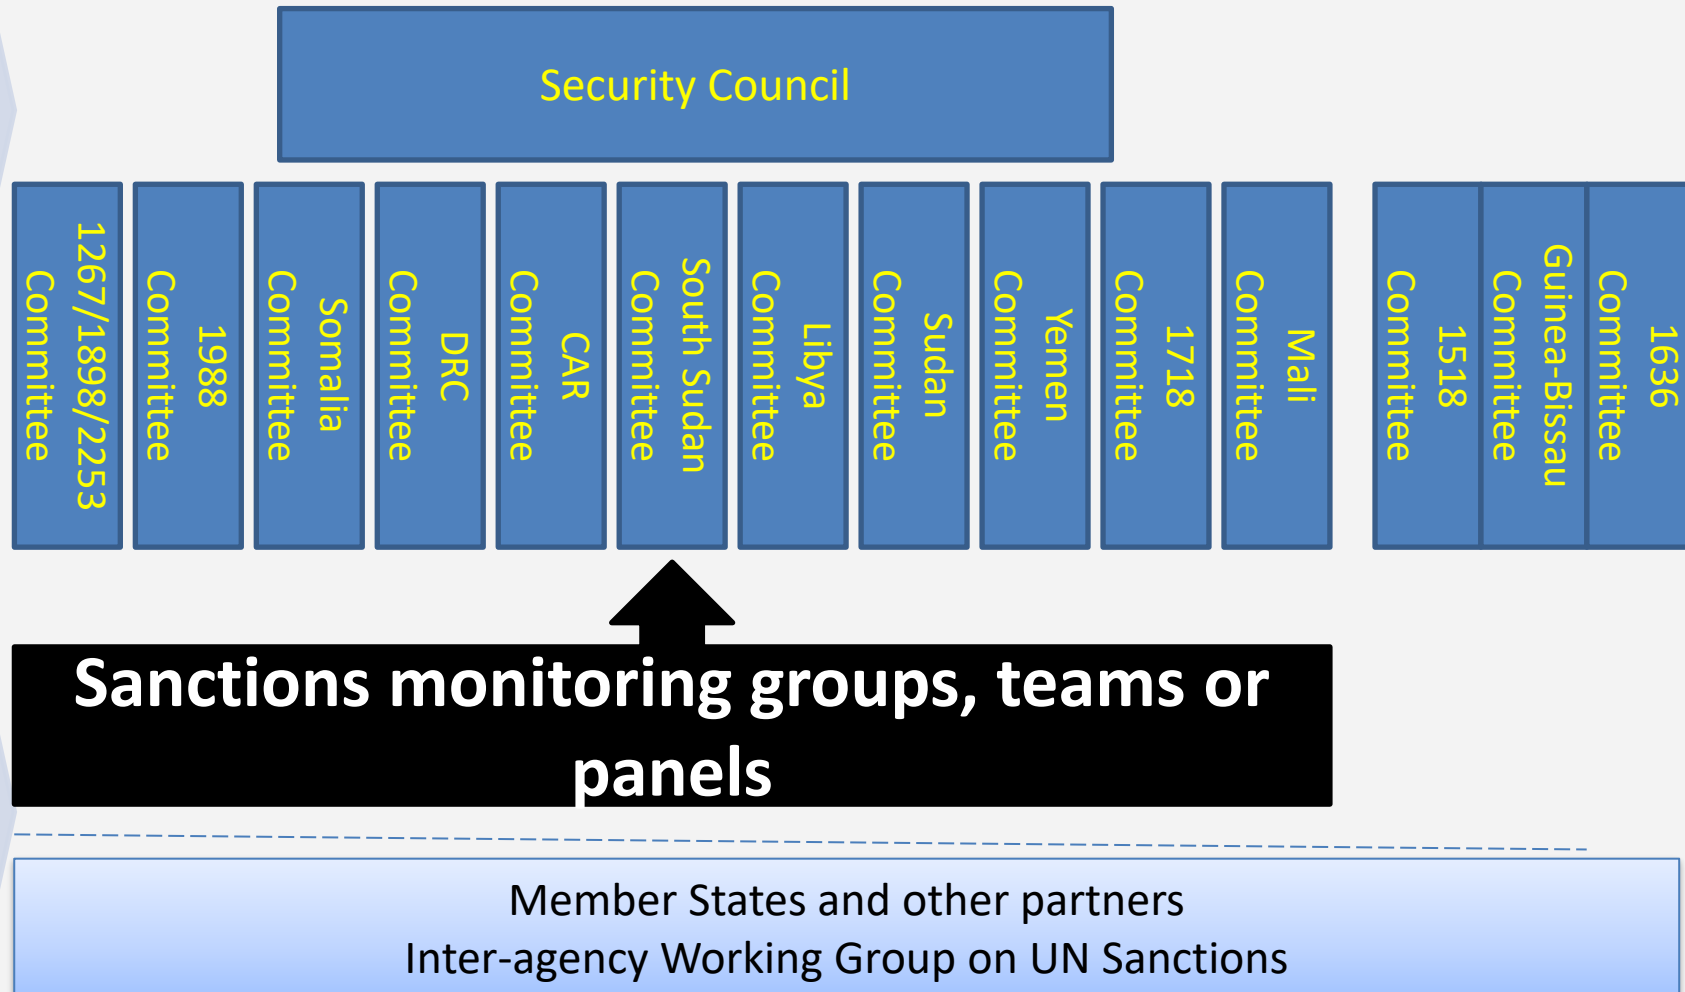 Security Council
1267/1898/2253
Committee
1988
Committee
Somalia
Committee
DRC
Committee
CAR
Committee
South Sudan
Committee
Libya
Committee
Sudan
Committee
Yemen
Committee
1718
Committee
Mali
Committee
1518
Committee
Guinea-Bissau
Committee
1636
Committee
Sanctions monitoring groups, teams or
panels
Member States and other partners
Inter-agency Working Group on UN Sanctions